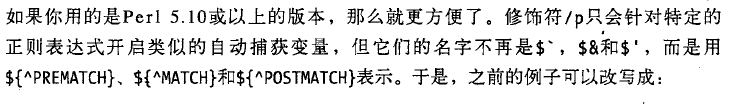 如果你用的是Perl 5.10或以上的版本，那么就更方便了。修饰符/p只会针对特定的
正则表达式开启类似的自动捕获变量，但它们的名字不再是$`，$&和$'，而是用
${^PREMATCH}、${^MATCH}和${^POSTMATCH}表示。于是，之前的例子可以改写成：